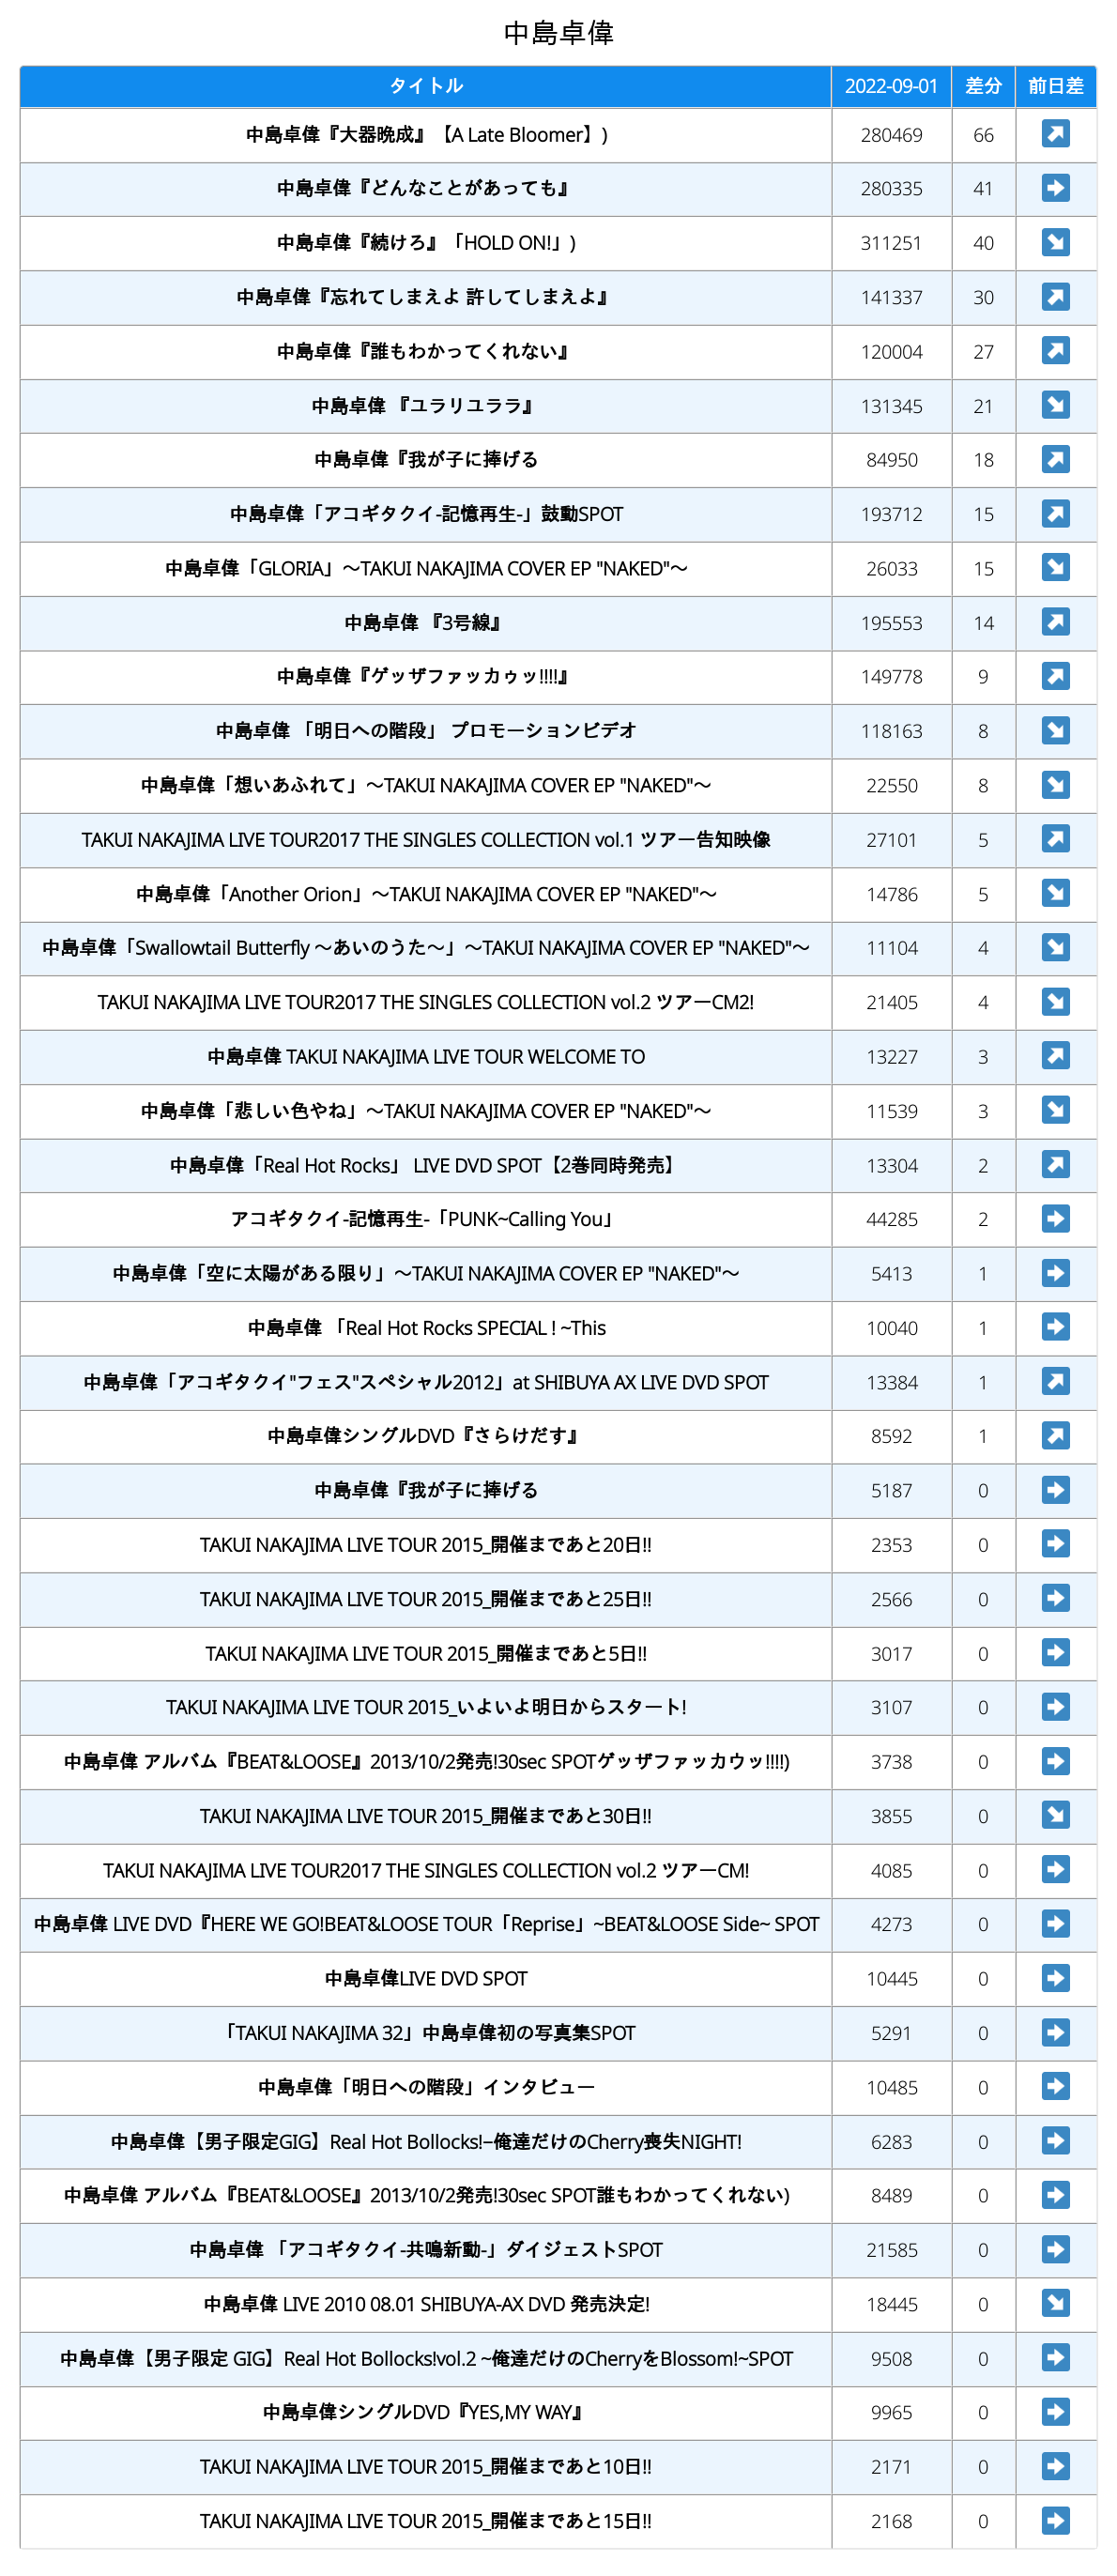 中島卓偉
タイトル 2022-09-01 差分 前日差
中島卓偉『大器晩成』【A Late Bloomer】) 280469 66 ↗
中島卓偉『どんなことがあっても』 280335 41 ➡
中島卓偉『続けろ』「HOLD ON!」) 311251 40 ↘
中島卓偉『忘れてしまえよ 許してしまえよ』 141337 30 ↗
中島卓偉『誰もわかってくれない』 120004 27 ↗
中島卓偉 『ユラリユララ』 131345 21 ↘
中島卓偉『我が子に捧げる 84950 18 ↗
中島卓偉「アコギタクイ-記憶再生-」鼓動SPOT 193712 15 ↗
中島卓偉「GLORIA」〜TAKUI NAKAJIMA COVER EP "NAKED"〜 26033 15 ↘
中島卓偉 『3号線』 195553 14 ↗
中島卓偉『ゲッザファッカゥッ!!!!』 149778 9 ↗
中島卓偉 「明日への階段」 プロモーションビデオ 118163 8 ↘
中島卓偉「想いあふれて」〜TAKUI NAKAJIMA COVER EP "NAKED"〜 22550 8 ↘
TAKUI NAKAJIMA LIVE TOUR2017 THE SINGLES COLLECTION vol.1 ツアー告知映像 27101 5 ↗
中島卓偉「Another Orion」〜TAKUI NAKAJIMA COVER EP "NAKED"〜 14786 5 ↘
中島卓偉「Swallowtail Butterfly 〜あいのうた〜」〜TAKUI NAKAJIMA COVER EP "NAKED"〜 11104 4 ↘
TAKUI NAKAJIMA LIVE TOUR2017 THE SINGLES COLLECTION vol.2 ツアーCM2! 21405 4 ↘
中島卓偉 TAKUI NAKAJIMA LIVE TOUR WELCOME TO 13227 3 ↗
中島卓偉「悲しい色やね」〜TAKUI NAKAJIMA COVER EP "NAKED"〜 11539 3 ↘
中島卓偉「Real Hot Rocks」 LIVE DVD SPOT【2巻同時発売】 13304 2 ↗
アコギタクイ-記憶再生-「PUNK~Calling You」 44285 2 ➡
中島卓偉「空に太陽がある限り」〜TAKUI NAKAJIMA COVER EP "NAKED"〜 5413 1 ➡
中島卓偉 「Real Hot Rocks SPECIAL ! ~This 10040 1 ➡
中島卓偉「アコギタクイ"フェス"スペシャル2012」at SHIBUYA AX LIVE DVD SPOT 13384 1 ↗
中島卓偉シングルDVD『さらけだす』 8592 1 ↗
中島卓偉『我が子に捧げる 5187 0 ➡
TAKUI NAKAJIMA LIVE TOUR 2015_開催まであと20日!! 2353 0 ➡
TAKUI NAKAJIMA LIVE TOUR 2015_開催まであと25日!! 2566 0 ➡
TAKUI NAKAJIMA LIVE TOUR 2015_開催まであと5日!! 3017 0 ➡
TAKUI NAKAJIMA LIVE TOUR 2015_いよいよ明日からスタート! 3107 0 ➡
中島卓偉 アルバム『BEAT&LOOSE』2013/10/2発売!30sec SPOTゲッザファッカウッ!!!!) 3738 0 ➡
TAKUI NAKAJIMA LIVE TOUR 2015_開催まであと30日!! 3855 0 ↘
TAKUI NAKAJIMA LIVE TOUR2017 THE SINGLES COLLECTION vol.2 ツアーCM! 4085 0 ➡
中島卓偉 LIVE DVD『HERE WE GO!BEAT&LOOSE TOUR「Reprise」~BEAT&LOOSE Side~ SPOT 4273 0 ➡
中島卓偉LIVE DVD SPOT 10445 0 ➡
「TAKUI NAKAJIMA 32」中島卓偉初の写真集SPOT 5291 0 ➡
中島卓偉「明日への階段」インタビュー 10485 0 ➡
中島卓偉【男子限定GIG】Real Hot Bollocks!−俺達だけのCherry喪失NIGHT! 6283 0 ➡
中島卓偉 アルバム『BEAT&LOOSE』2013/10/2発売!30sec SPOT誰もわかってくれない) 8489 0 ➡
中島卓偉 「アコギタクイ-共鳴新動-」ダイジェストSPOT 21585 0 ➡
中島卓偉 LIVE 2010 08.01 SHIBUYA-AX DVD 発売決定! 18445 0 ↘
中島卓偉【男子限定 GIG】Real Hot Bollocks!vol.2 ~俺達だけのCherryをBlossom!~SPOT 9508 0 ➡
中島卓偉シングルDVD『YES,MY WAY』 9965 0 ➡
TAKUI NAKAJIMA LIVE TOUR 2015_開催まであと10日!! 2171 0 ➡
TAKUI NAKAJIMA LIVE TOUR 2015_開催まであと15日!! 2168 0 ➡